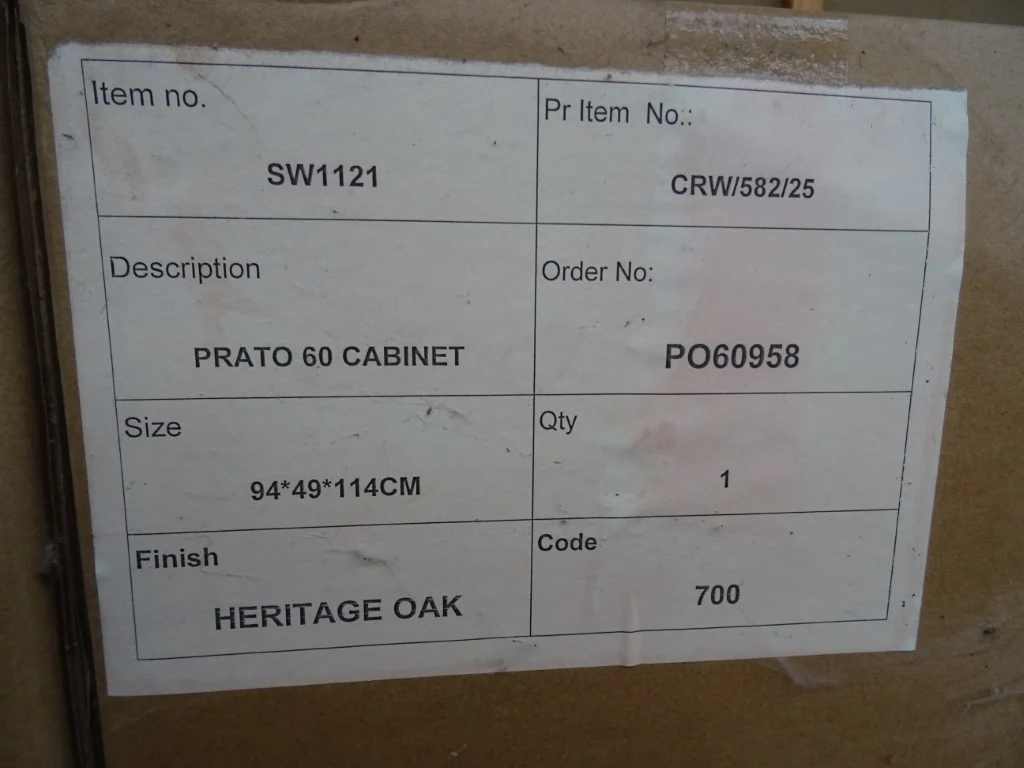 Item no.
SW1121
Pr Item No.:
CRW/582/25
Description
PRATO 60 CABINET
Order No:
PO60958
Size
94*49*114CM
Qty
1
Finish
HERITAGE OAK
Code
700